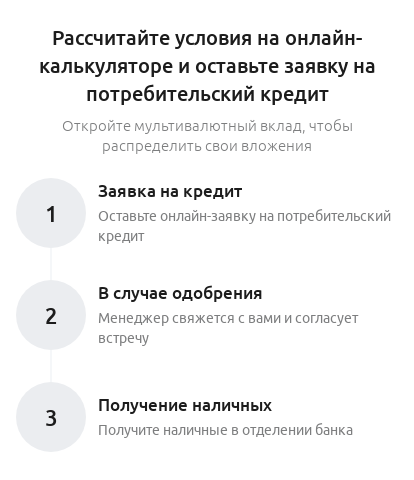 Рассчитайте условия на онлайн-
калькуляторе и оставьте заявку на
потребительский кредит
Откройте мультивалютный вклад, чтобы
распределить свои вложения
1
Заявка на кредит
Оставьте онлайн-заявку на потребительский
кредит
2
В случае одобрения
Менеджер свяжется с вами и согласует
встречу
3
Получение наличных
Получите наличные в отделении банка